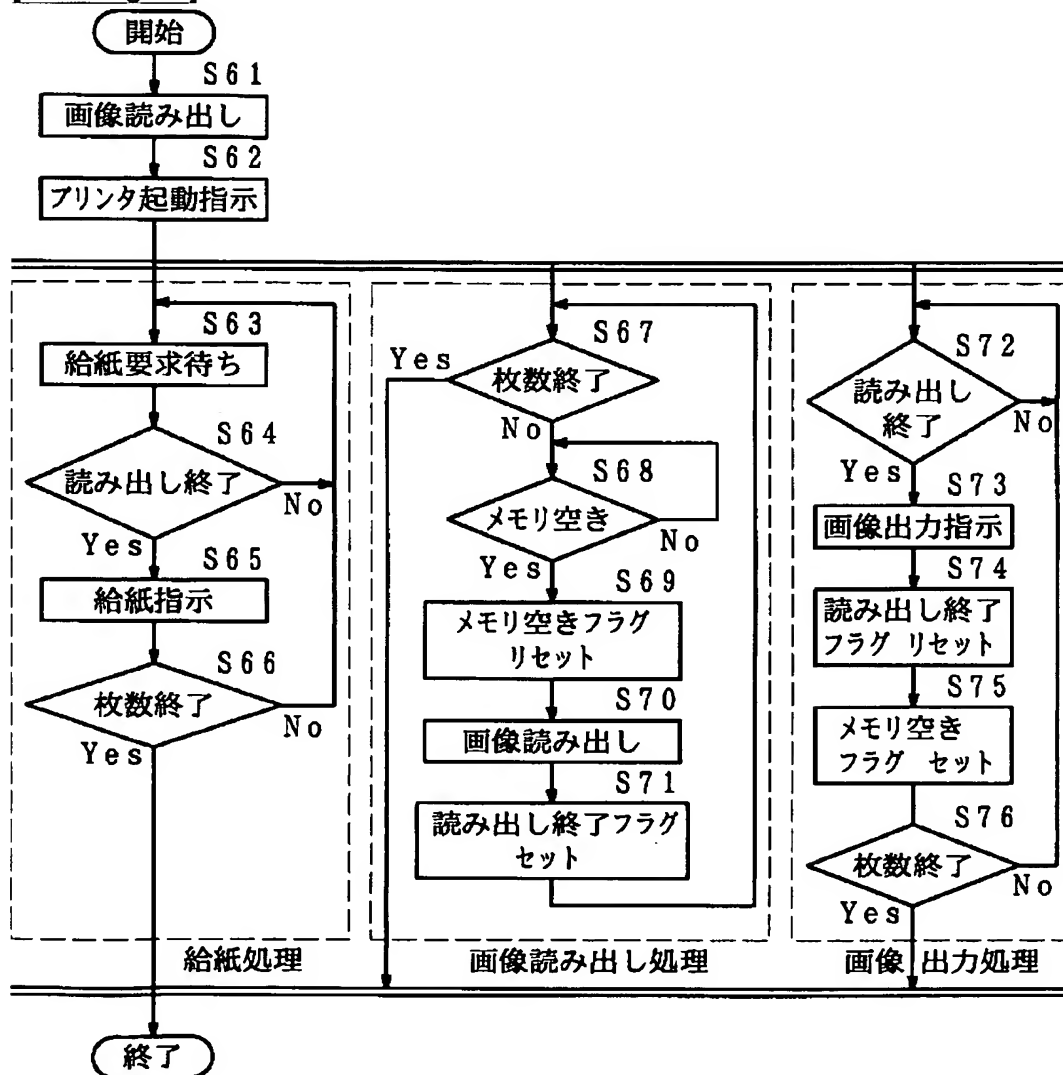 開始
S61
画像読み出し
S62
プリンタ起動指示
S63
給紙要求待ち
S64
読み出し終了
No
Yes
S65
給紙指示
S66
枚数終了
No
Yes
給紙処理
S67
Yes
枚数終了
No
S68
メモリ空き
No
Yes
S69
メモリ空きフラグ
リセット
S70
画像読み出し
S71
読み出し終了フラグ
セット
画像読み出し処理
S72
読み出し
終了
No
Yes
S73
画像出力指示
S74
読み出し終了
フラグ リセット
S75
メモリ空き
フラグ セット
S76
枚数終了
No
Yes
画像出力処理
終了